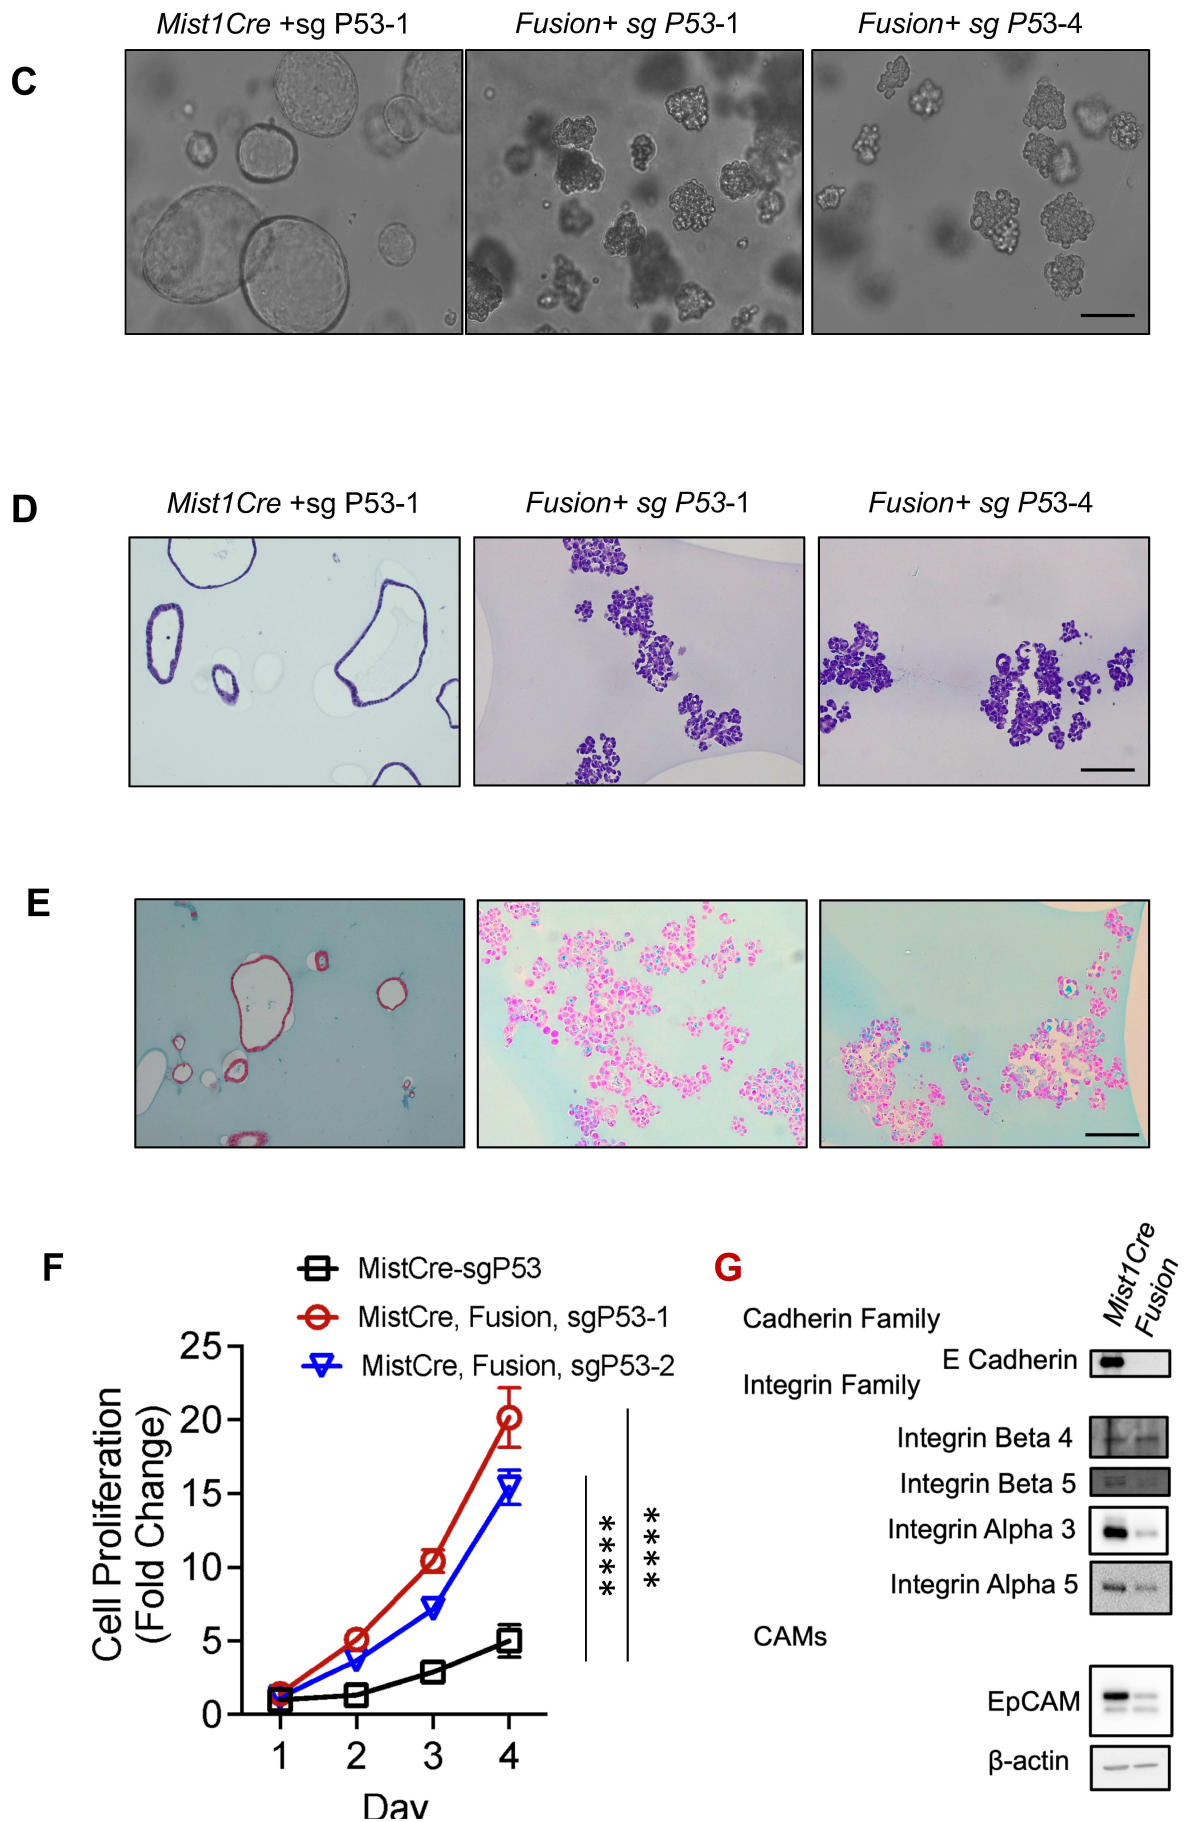 Mist1Cre +sg P53-1
Fusion+ sg P53-1
Fusion+ sg P53-4
C
D
Mist1Cre +sg P53-1
Fusion+ sg P53-1
Fusion+ sg P53-4
E
F
MistCre-sgP53
MistCre, Fusion, sgP53-1
MistCre, Fusion, sgP53-2
Cell Proliferation
(Fold Change)
25
20
15
10
5
0
1 2 3 4
Day
****
****
G
Mist1Cre
Fusion
Cadherin Family
E Cadherin
Integrin Family
Integrin Beta 4
Integrin Beta 5
Integrin Alpha 3
Integrin Alpha 5
CAMs
EpCAM
β-actin